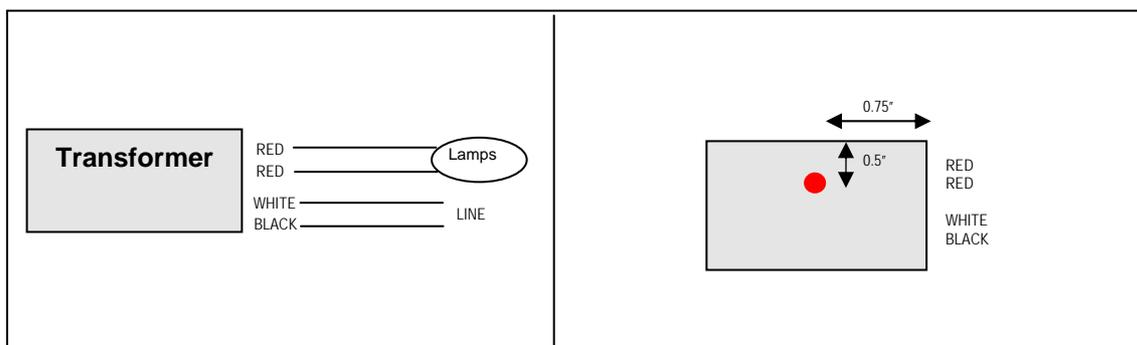 Transformer
RED
RED
WHITE
BLACK
Lamps
LINE
0.75"
0.5"
RED
RED
WHITE
BLACK